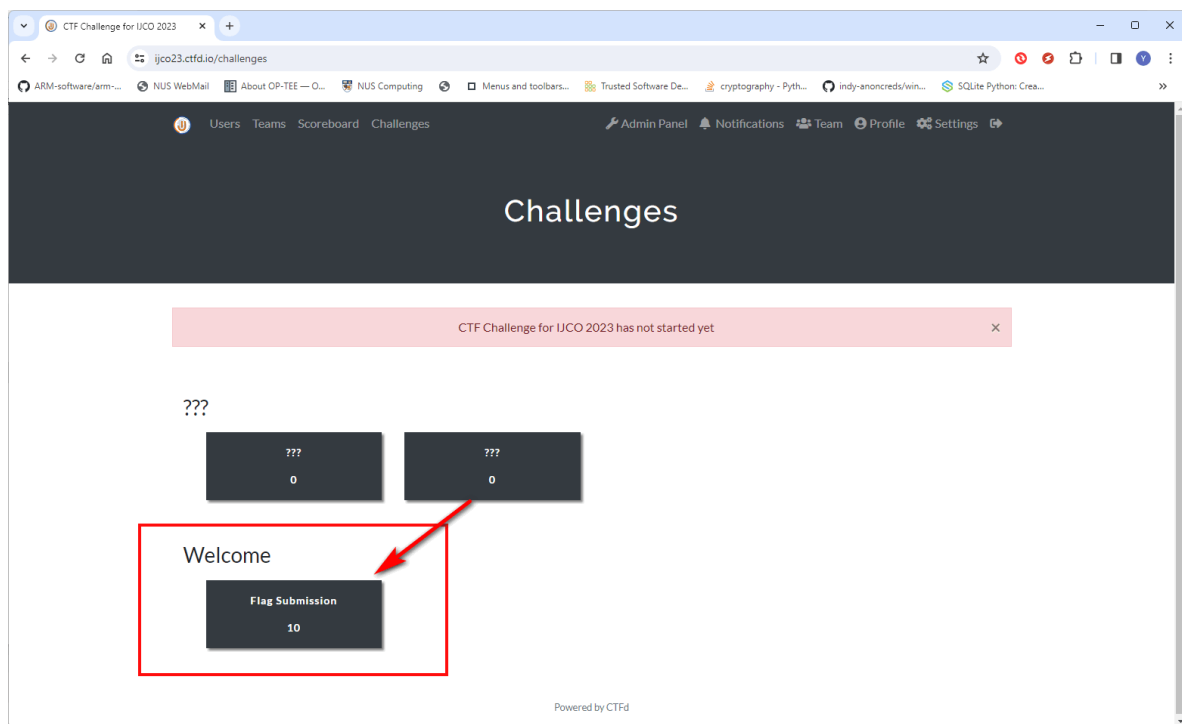 CTF Challenge for IJCO 2023
ijco23.ctfd.io/challenges
Y
ARM-software/arm-... NUS WebMail About OP-TEE — O... NUS Computing Menus and toolbars... Trusted Software De... cryptography - Pyth... indy-anoncreds/win... SQLite Python: Crea... »
Users Teams Scoreboard Challenges Admin Panel Notifications Team Profile Settings
Challenges
CTF Challenge for IJCO 2023 has not started yet ×
???
??? ???
0 0
Welcome
Flag Submission
10
Powered by CTFd